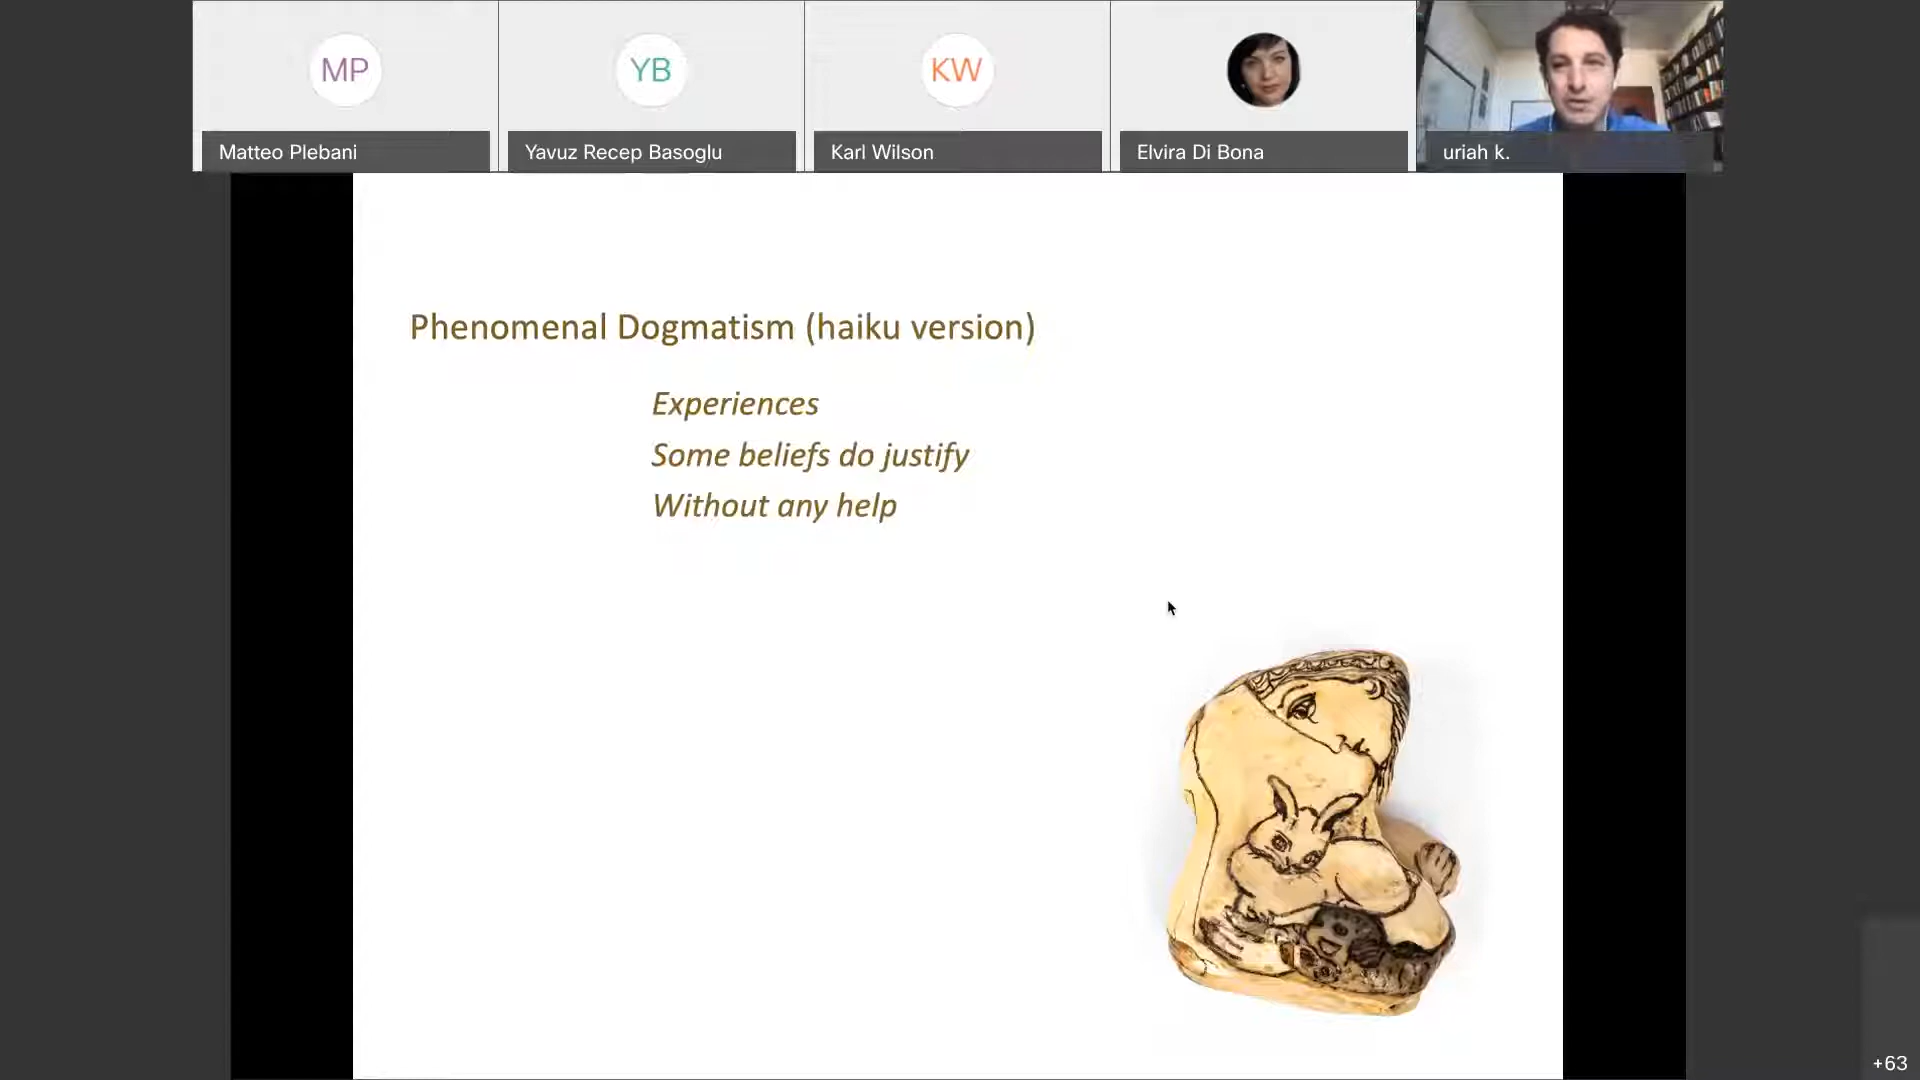 MP
YB
KW
Matteo Plebani
Yavuz Recep Basoglu
Karl Wilson
Elvira Di Bona
uriah k.
Phenomenal Dogmatism (haiku version)
Experiences
Some beliefs do justify
Without any help
+63